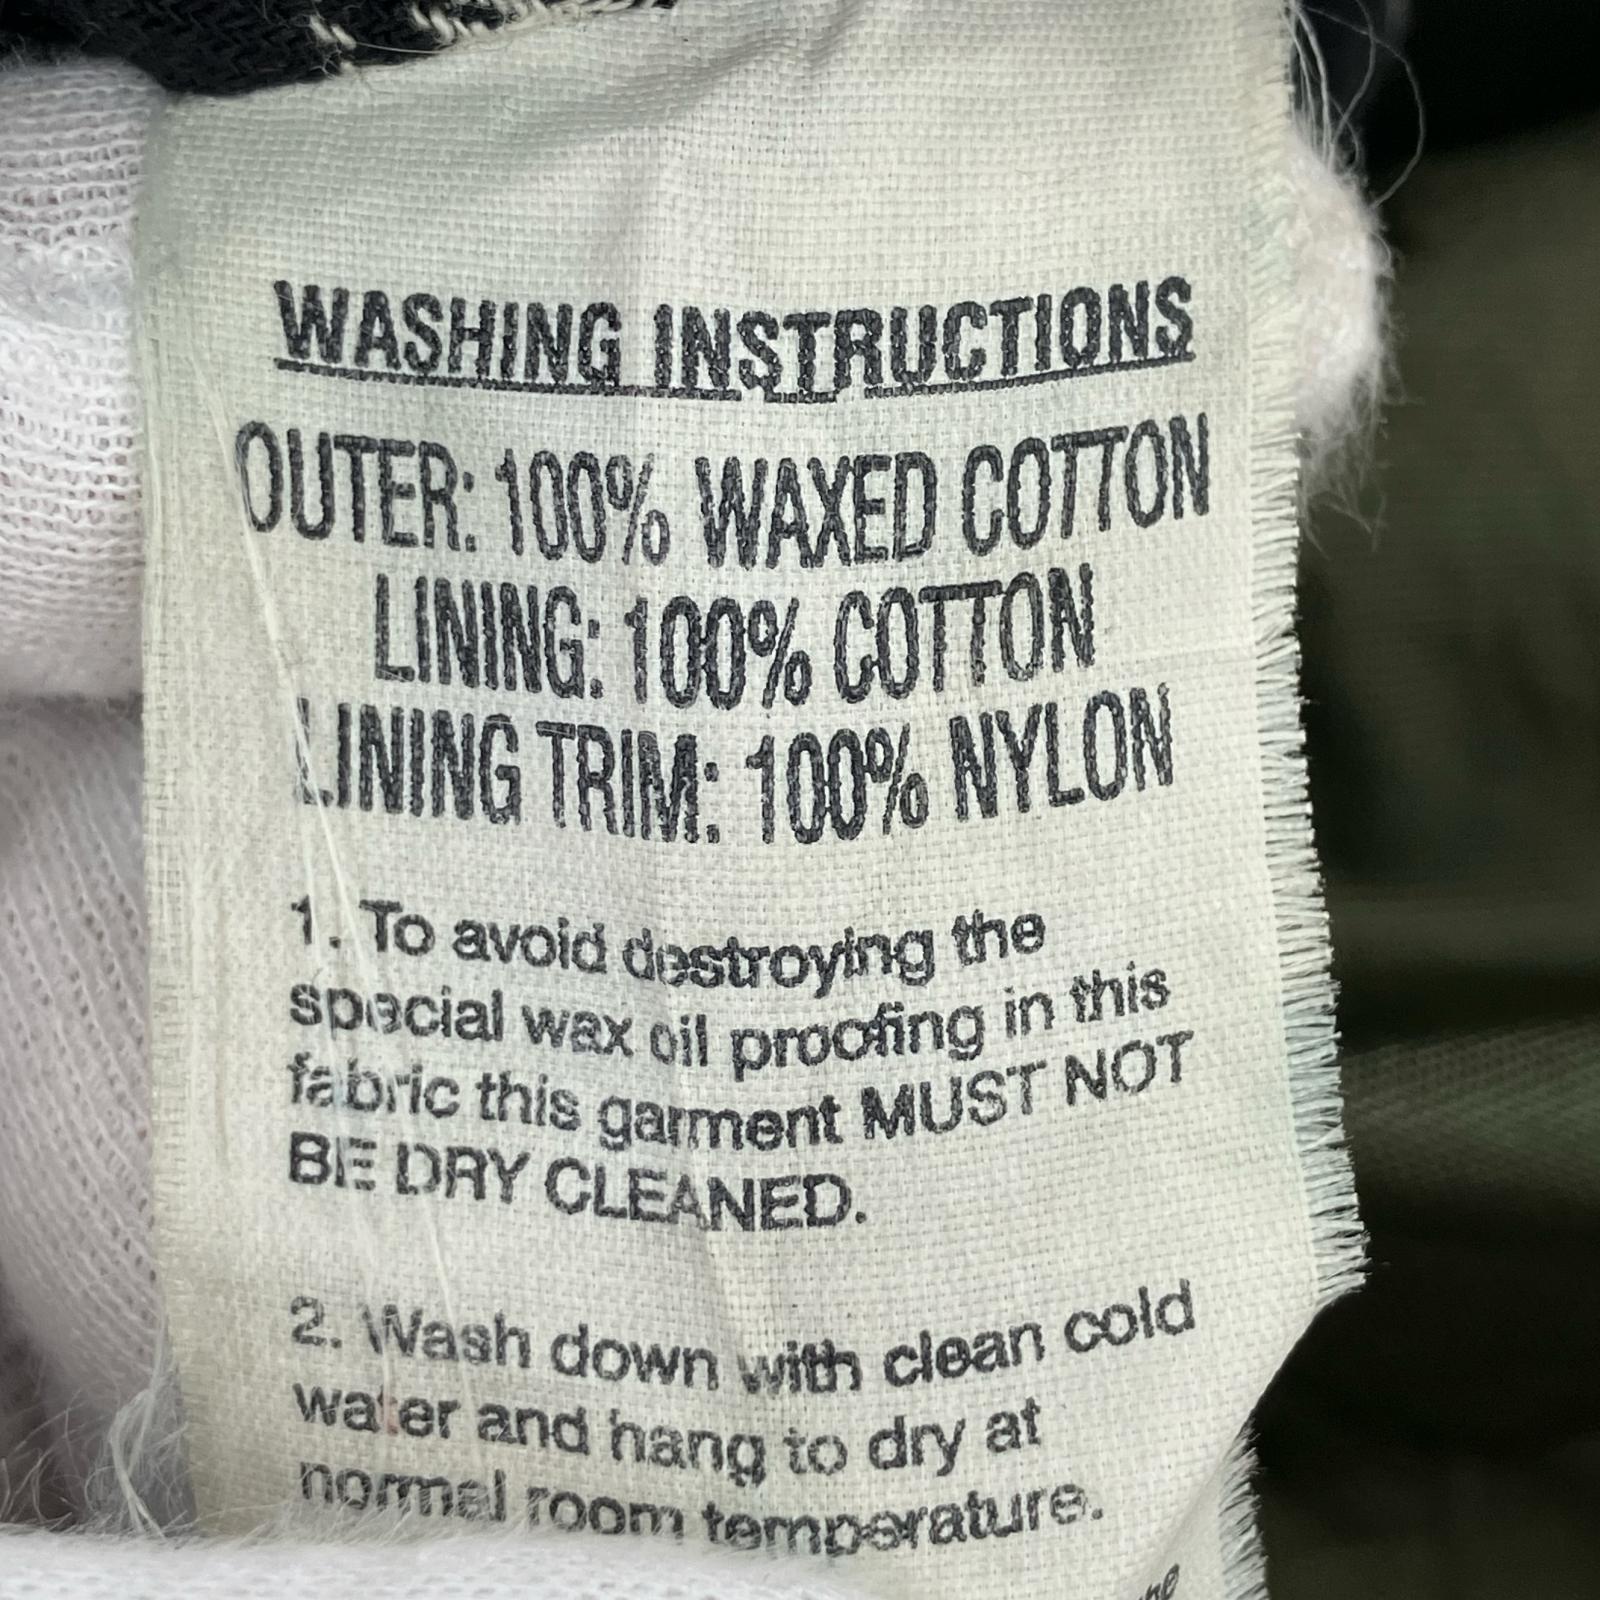 WASHING INSTRUCTIONS
OUTER: 100% WAXED COTTON
LINING: 100% COTTON
LINING TRIM: 100% NYLON
1. To avoid destroying the
special wax oil proofing in this
fabric this garment MUST NOT
BE DRY CLEANED.
2. Wash down with clean cold
water and hang to dry at
normal room temperature.